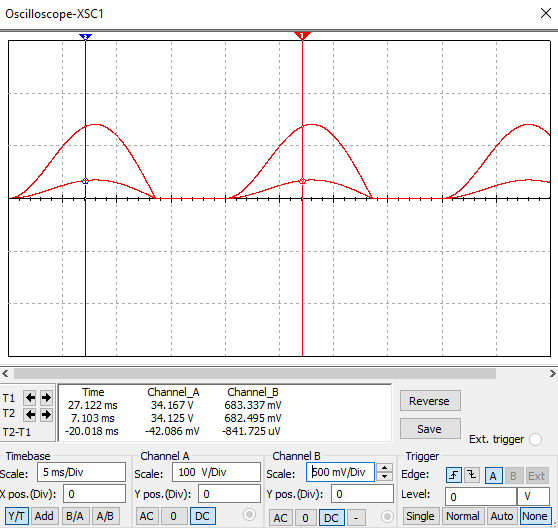 Oscilloscope-XSC1
2
1
Time Channel_A Channel_B
T1 27.122 ms 34.167 V 683.337 mV
T2 7.103 ms 34.125 V 682.495 mV
T2-T1 -20.018 ms -42.086 mV -841.725 uV
Reverse
Save
Ext. trigger
Timebase Channel A Channel B Trigger
Scale: 5 ms/Div Scale: 100 V/Div Scale: 500 mV/Div Edge: A B Ext
X pos.(Div): 0 Y pos.(Div): 0 Y pos.(Div): 0 Level: 0 V
Y/T Add B/A A/B AC 0 DC AC 0 DC - Single Normal Auto None